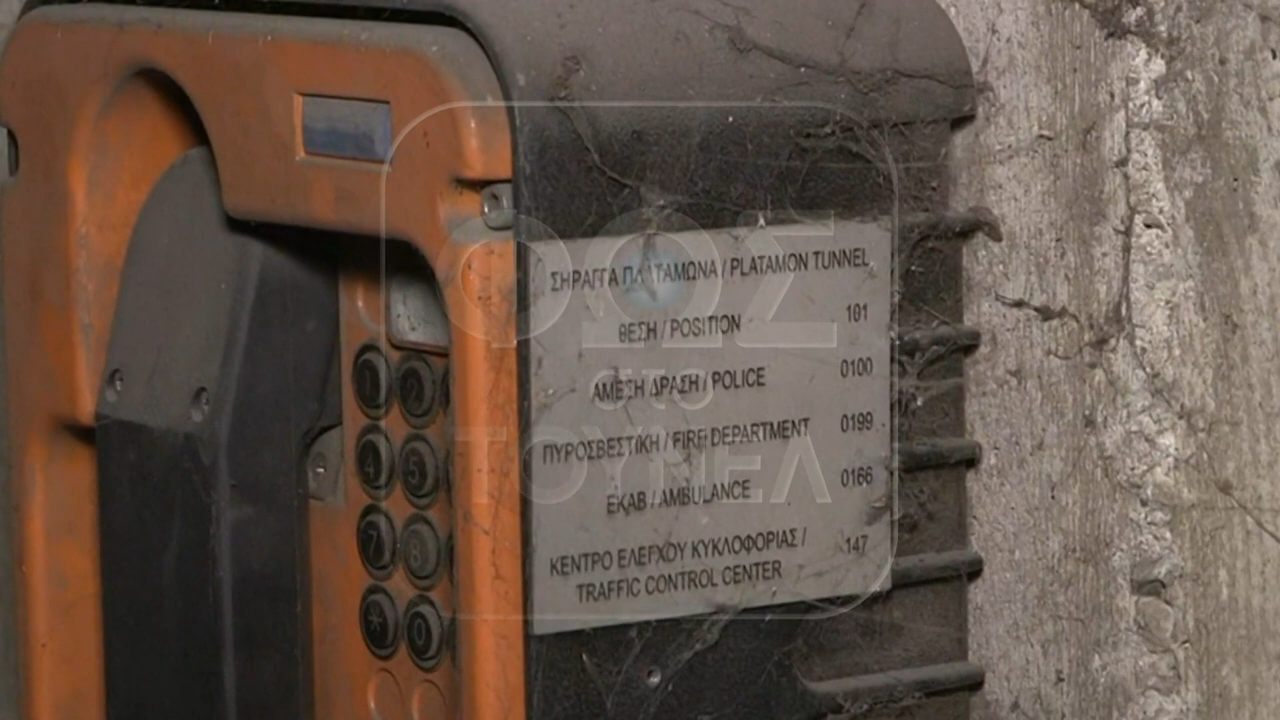 ΣΗΡΑΓΓΑ ΠΛΑΤΑΜΩΝΑ / PLATAMON TUNNEL
ΘΕΣΗ / POSITION 101
ΑΜΕΣΗ ΔΡΑΣΗ / POLICE 0100
ΠΥΡΟΣΒΕΣΤΙΚΗ / FIRE DEPARTMENT 0199
ΕΚΑΒ / AMBULANCE 0166
ΚΕΝΤΡΟ ΕΛΕΓΧΟΥ ΚΥΚΛΟΦΟΡΙΑΣ / 147
TRAFFIC CONTROL CENTER
1 2
4 5
7 8
* 0
ΦΩΣ
στο
ΤΟΥΝΕΛ